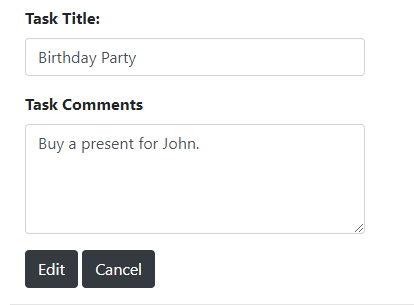 Task Title:
Birthday Party
Task Comments
Buy a present for John.
Edit Cancel